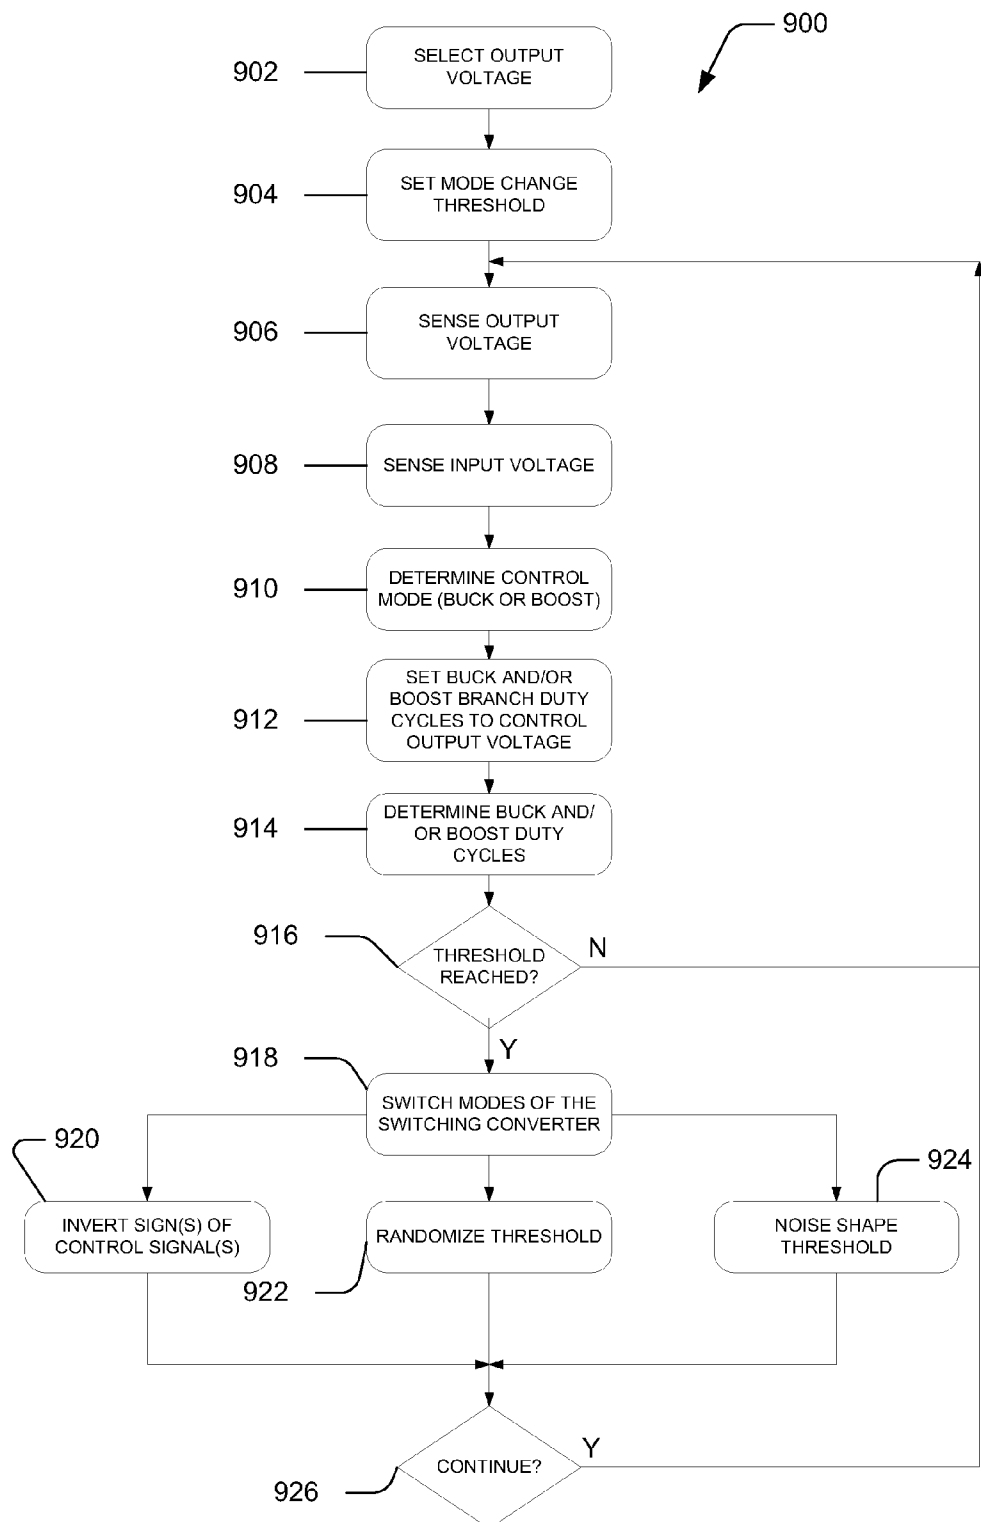 900
902
SELECT OUTPUT
VOLTAGE
904
SET MODE CHANGE
THRESHOLD
906
SENSE OUTPUT
VOLTAGE
908
SENSE INPUT VOLTAGE
910
DETERMINE CONTROL
MODE (BUCK OR BOOST)
912
SET BUCK AND/OR
BOOST BRANCH DUTY
CYCLES TO CONTROL
OUTPUT VOLTAGE
914
DETERMINE BUCK AND/
OR BOOST DUTY
CYCLES
916
THRESHOLD
REACHED?
N
Y
918
SWITCH MODES OF THE
SWITCHING CONVERTER
920
INVERT SIGN(S) OF
CONTROL SIGNAL(S)
922
RANDOMIZE THRESHOLD
924
NOISE SHAPE
THRESHOLD
926
CONTINUE?
Y